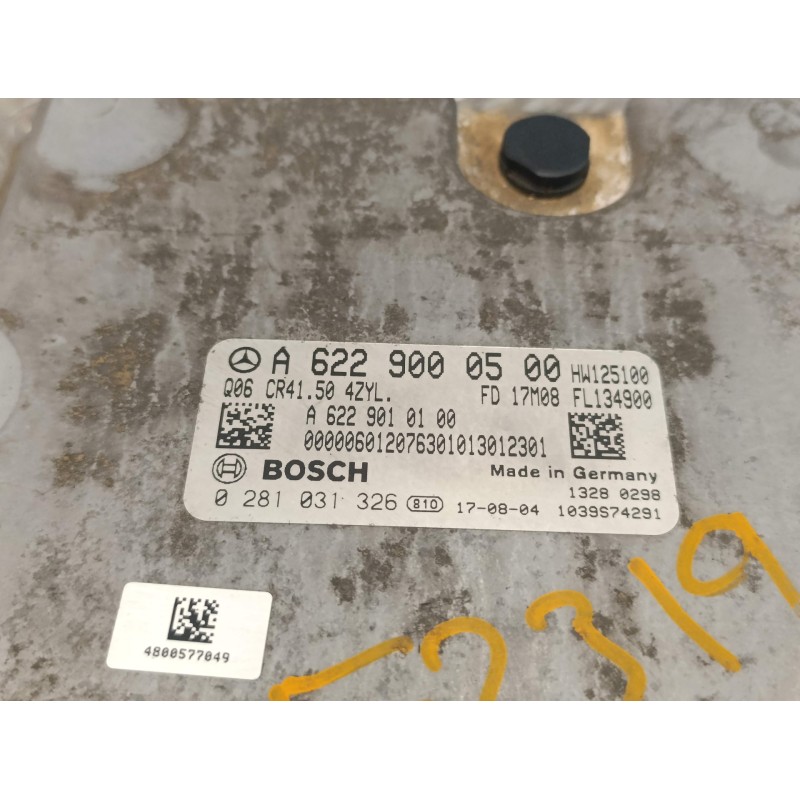 A 622 900 05 00 HW125100
Q06 CR41.50 4ZYL. FD 17M08 FL134900
A 622 901 01 00
000006012076301013012301
BOSCH Made in Germany
1328 0298
0 281 031 326 810 17-08-04 1039S74291
4800577049
2319